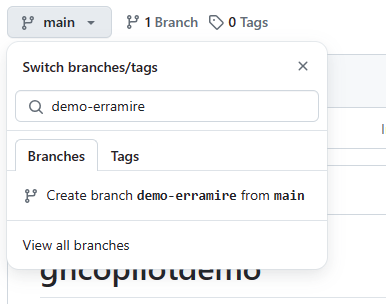 main 1 Branch 0 Tags
Switch branches/tags
demo-erramire
Branches Tags
Create branch demo-erramire from main
View all branches
ghcopilotdemo